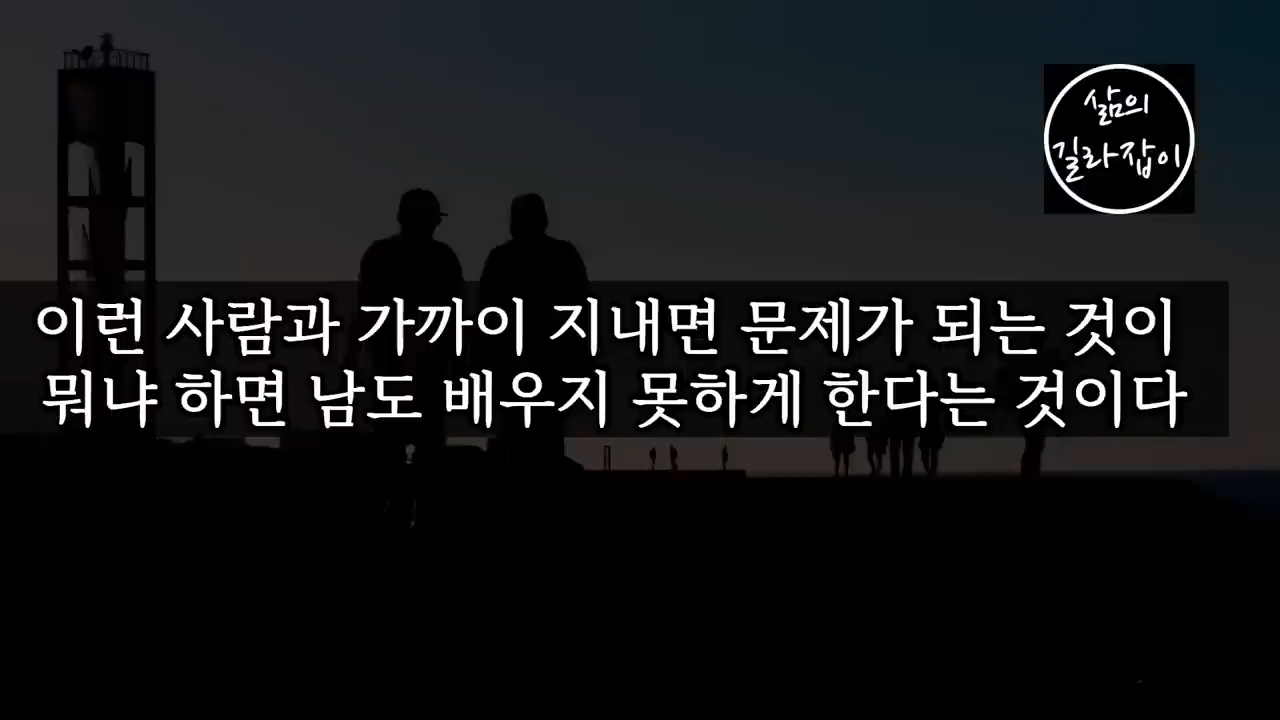 삶의
길라잡이
이런 사람과 가까이 지내면 문제가 되는 것이
뭐냐 하면 남도 배우지 못하게 한다는 것이다